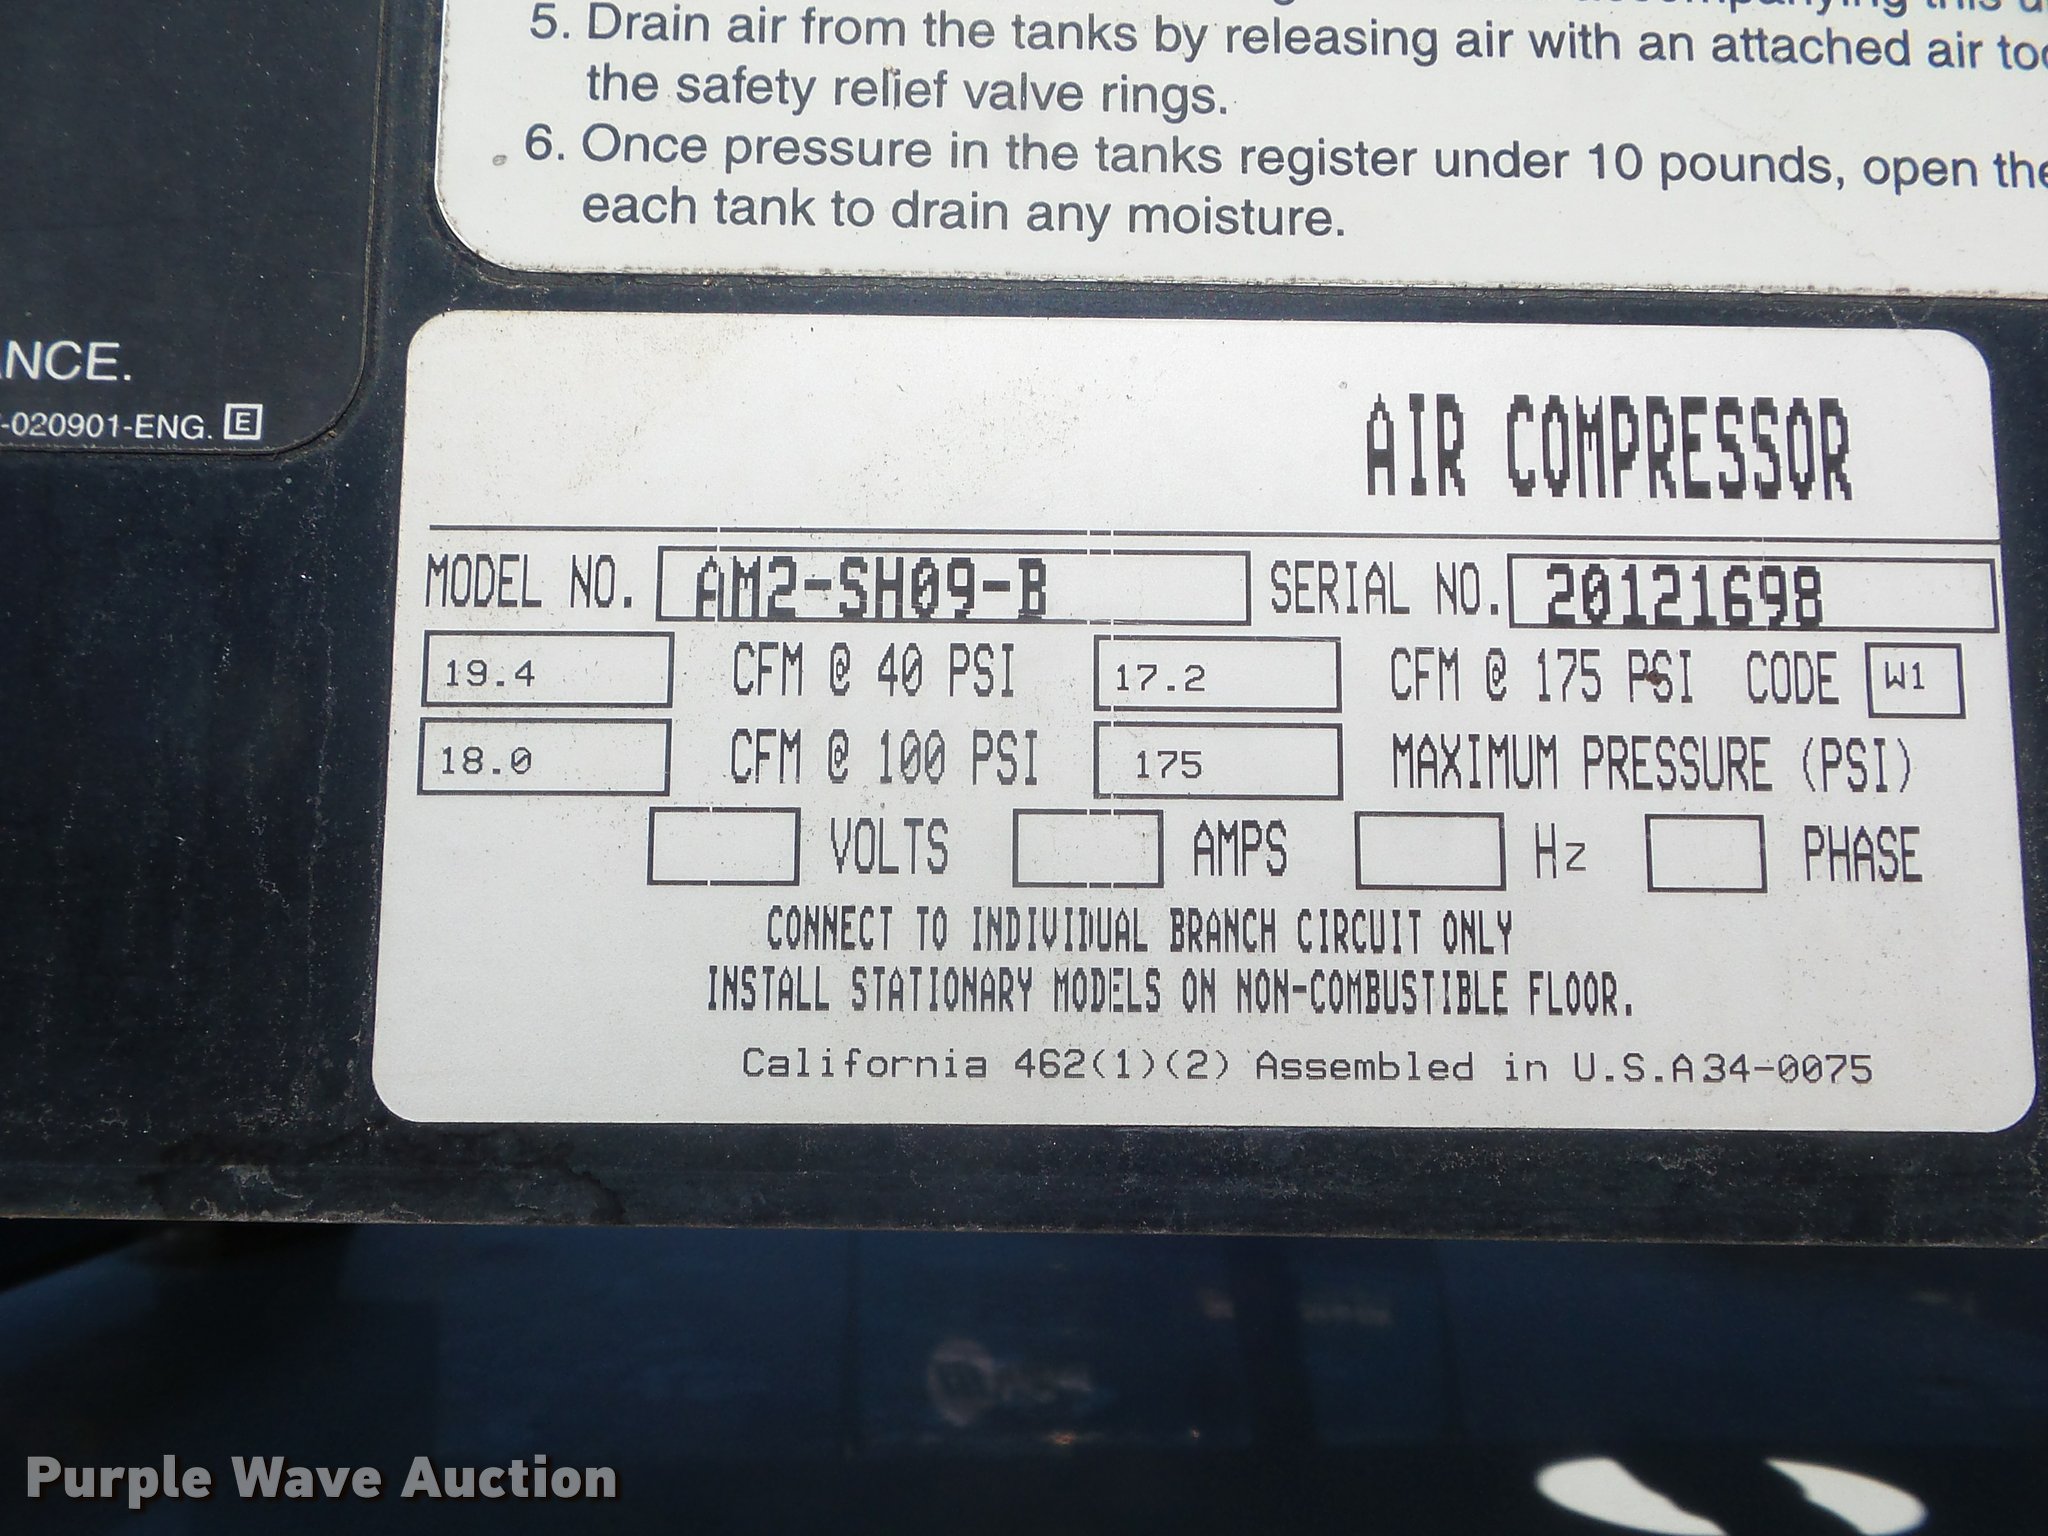 accompanying this
5. Drain air from the tanks by releasing air with an attached air
the safety relief valve rings.
6. Once pressure in the tanks register under 10 pounds, open the
each tank to drain any moisture.
ANCE.
-020901-ENG. E
AIR COMPRESSOR
MODEL NO. AM2-SH09-B SERIAL NO. 20121698
19.4 CFM @ 40 PSI 17.2 CFM @ 175 PSI CODE W1
18.0 CFM @ 100 PSI 175 MAXIMUM PRESSURE (PSI)
VOLTS AMPS Hz PHASE
CONNECT TO INDIVIDUAL BRANCH CIRCUIT ONLY
INSTALL STATIONARY MODELS ON NON-COMBUSTIBLE FLOOR.
California 462(1)(2) Assembled in U.S.A34-0075
Purple Wave Auction